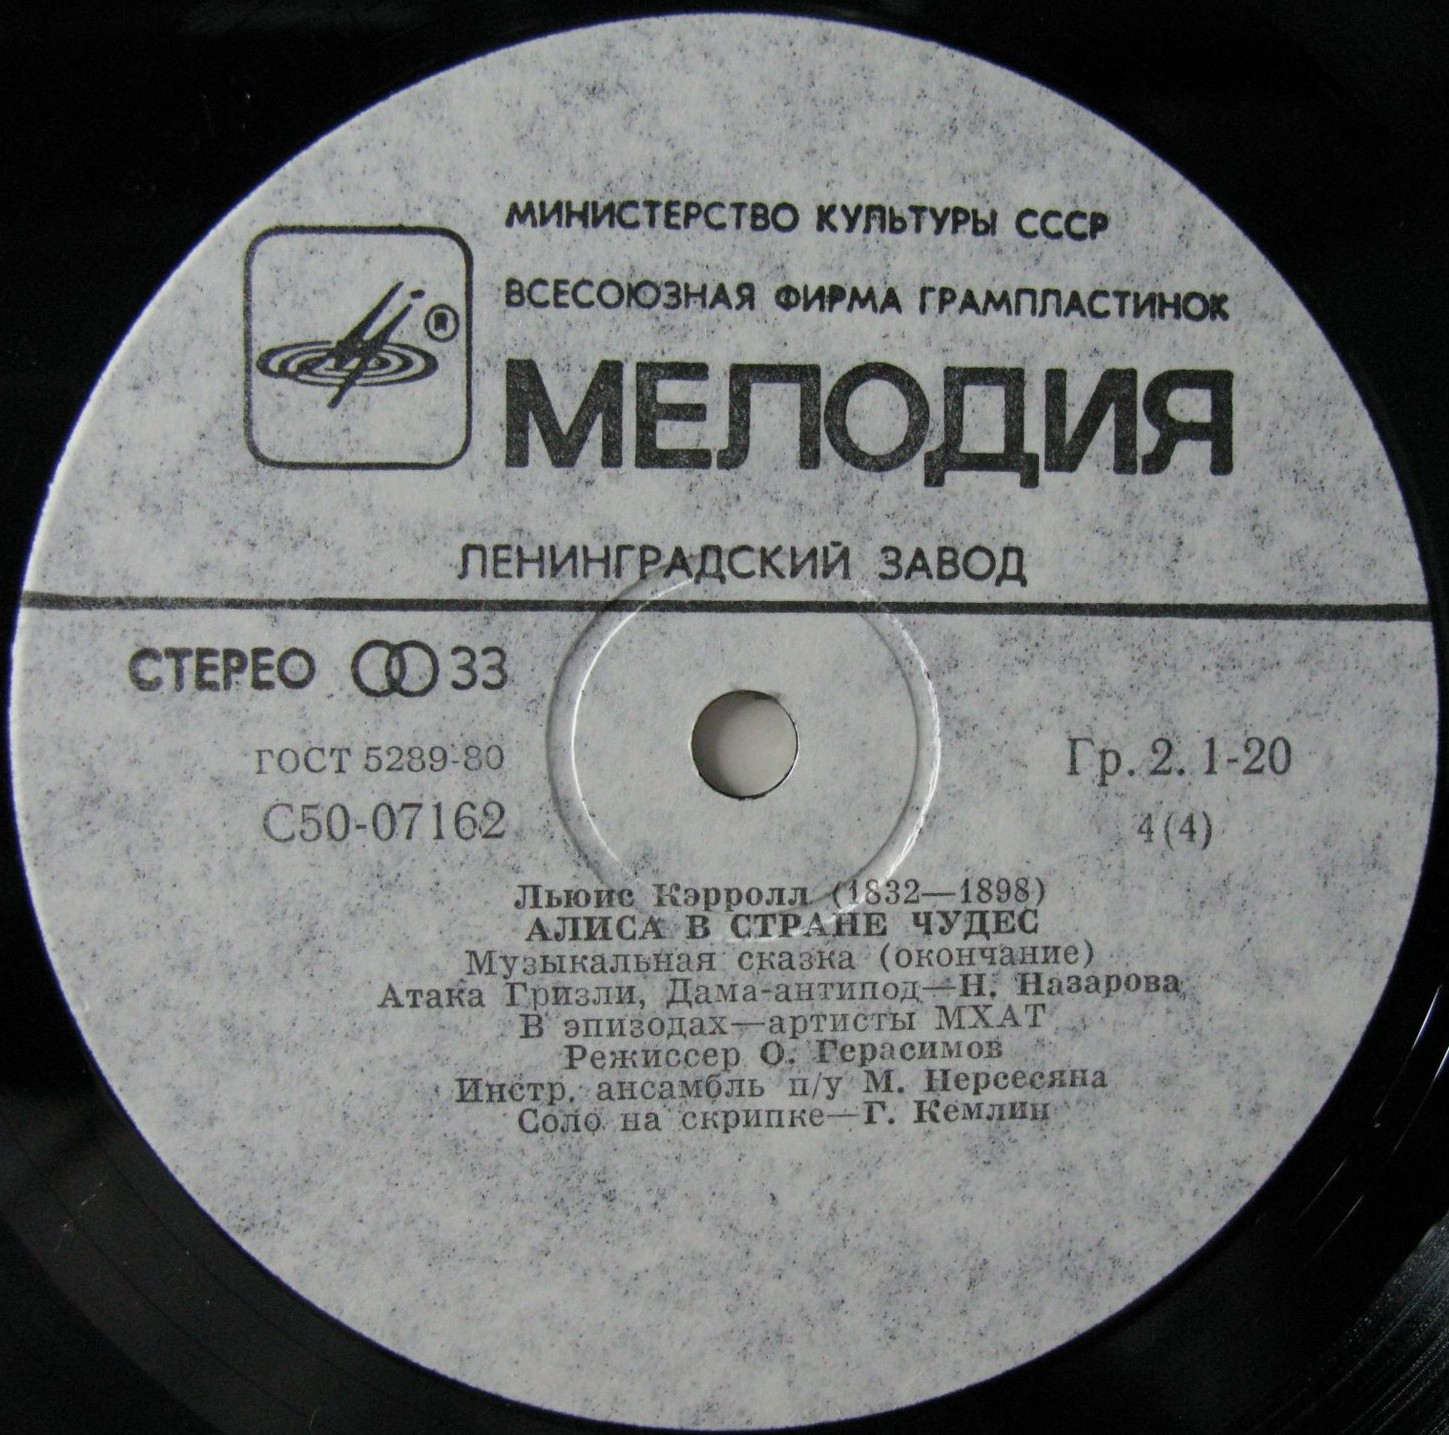 МИНИСТЕРСТВО КУЛЬТУРЫ СССР
ВСЕСОЮЗНАЯ ФИРМА ГРАМПЛАСТИНОК
®
МЕЛОДИЯ
ЛЕНИНГРАДСКИЙ ЗАВОД
СТЕРЕО 33
ГОСТ 5289-80
Гр. 2. 1-20
С50-07162
4(4)
Льюис Кэрролл (1832—1898)
АЛИСА В СТРАНЕ ЧУДЕС
Музыкальная сказка (окончание)
Атака Гризли, Дама-антипод—Н. Назарова
В эпизодах—артисты МХАТ
Режиссер О. Герасимов
Инстр. ансамбль п/у М. Нерсесяна
Соло на скрипке—Г. Кемлин